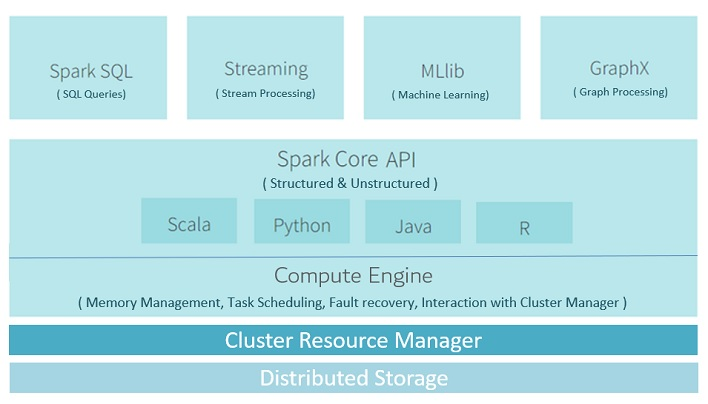 Spark SQL
( SQL Queries)
Streaming
( Stream Processing)
MLlib
( Machine Learning)
GraphX
( Graph Processing)
Spark Core API
( Structured & Unstructured )
Scala
Python
Java
R
Compute Engine
( Memory Management, Task Scheduling, Fault recovery, Interaction with Cluster Manager )
Cluster Resource Manager
Distributed Storage